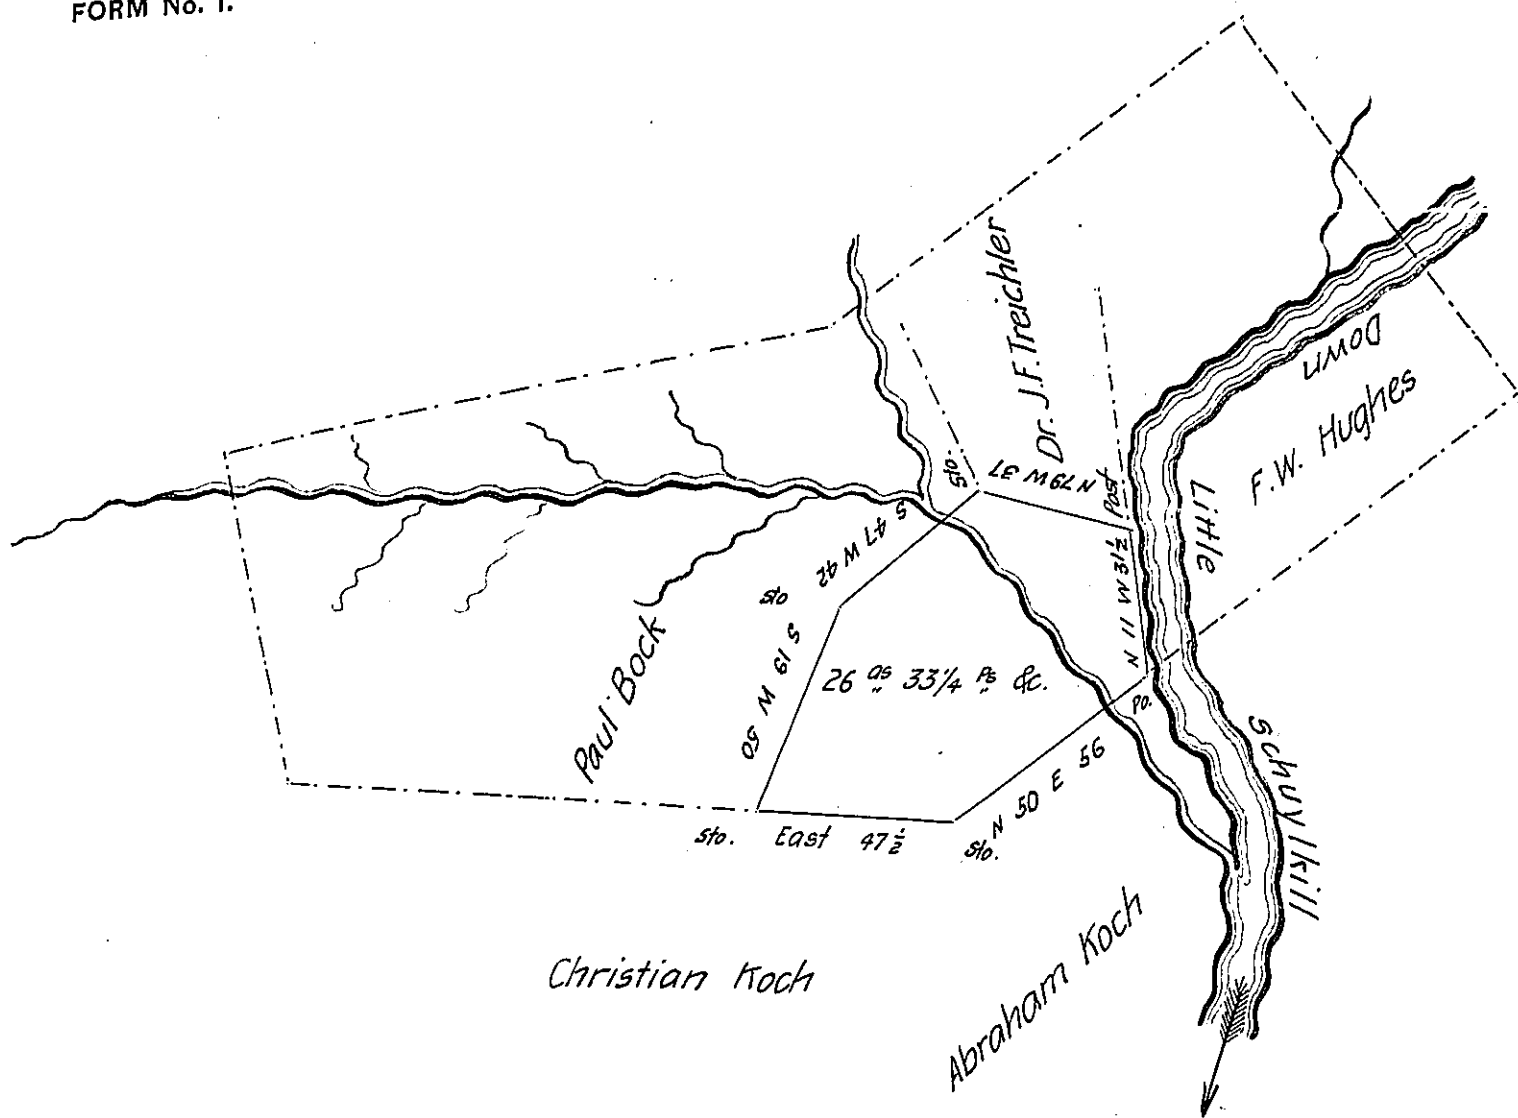 FORM No. 1.
Dr. J.F. Treichler
Down
F.W. Hughes
Sto.
N 79 W 37
Post
Little
S 47 W 42
Sto
N 11 W 31½
S 19 W 50
Paul Bock
26 as 33¼ Ps &c.
Po.
Schuylkill
N 50 E 56
Sto. East 47½
Sto.
Abraham Koch
Christian Koch